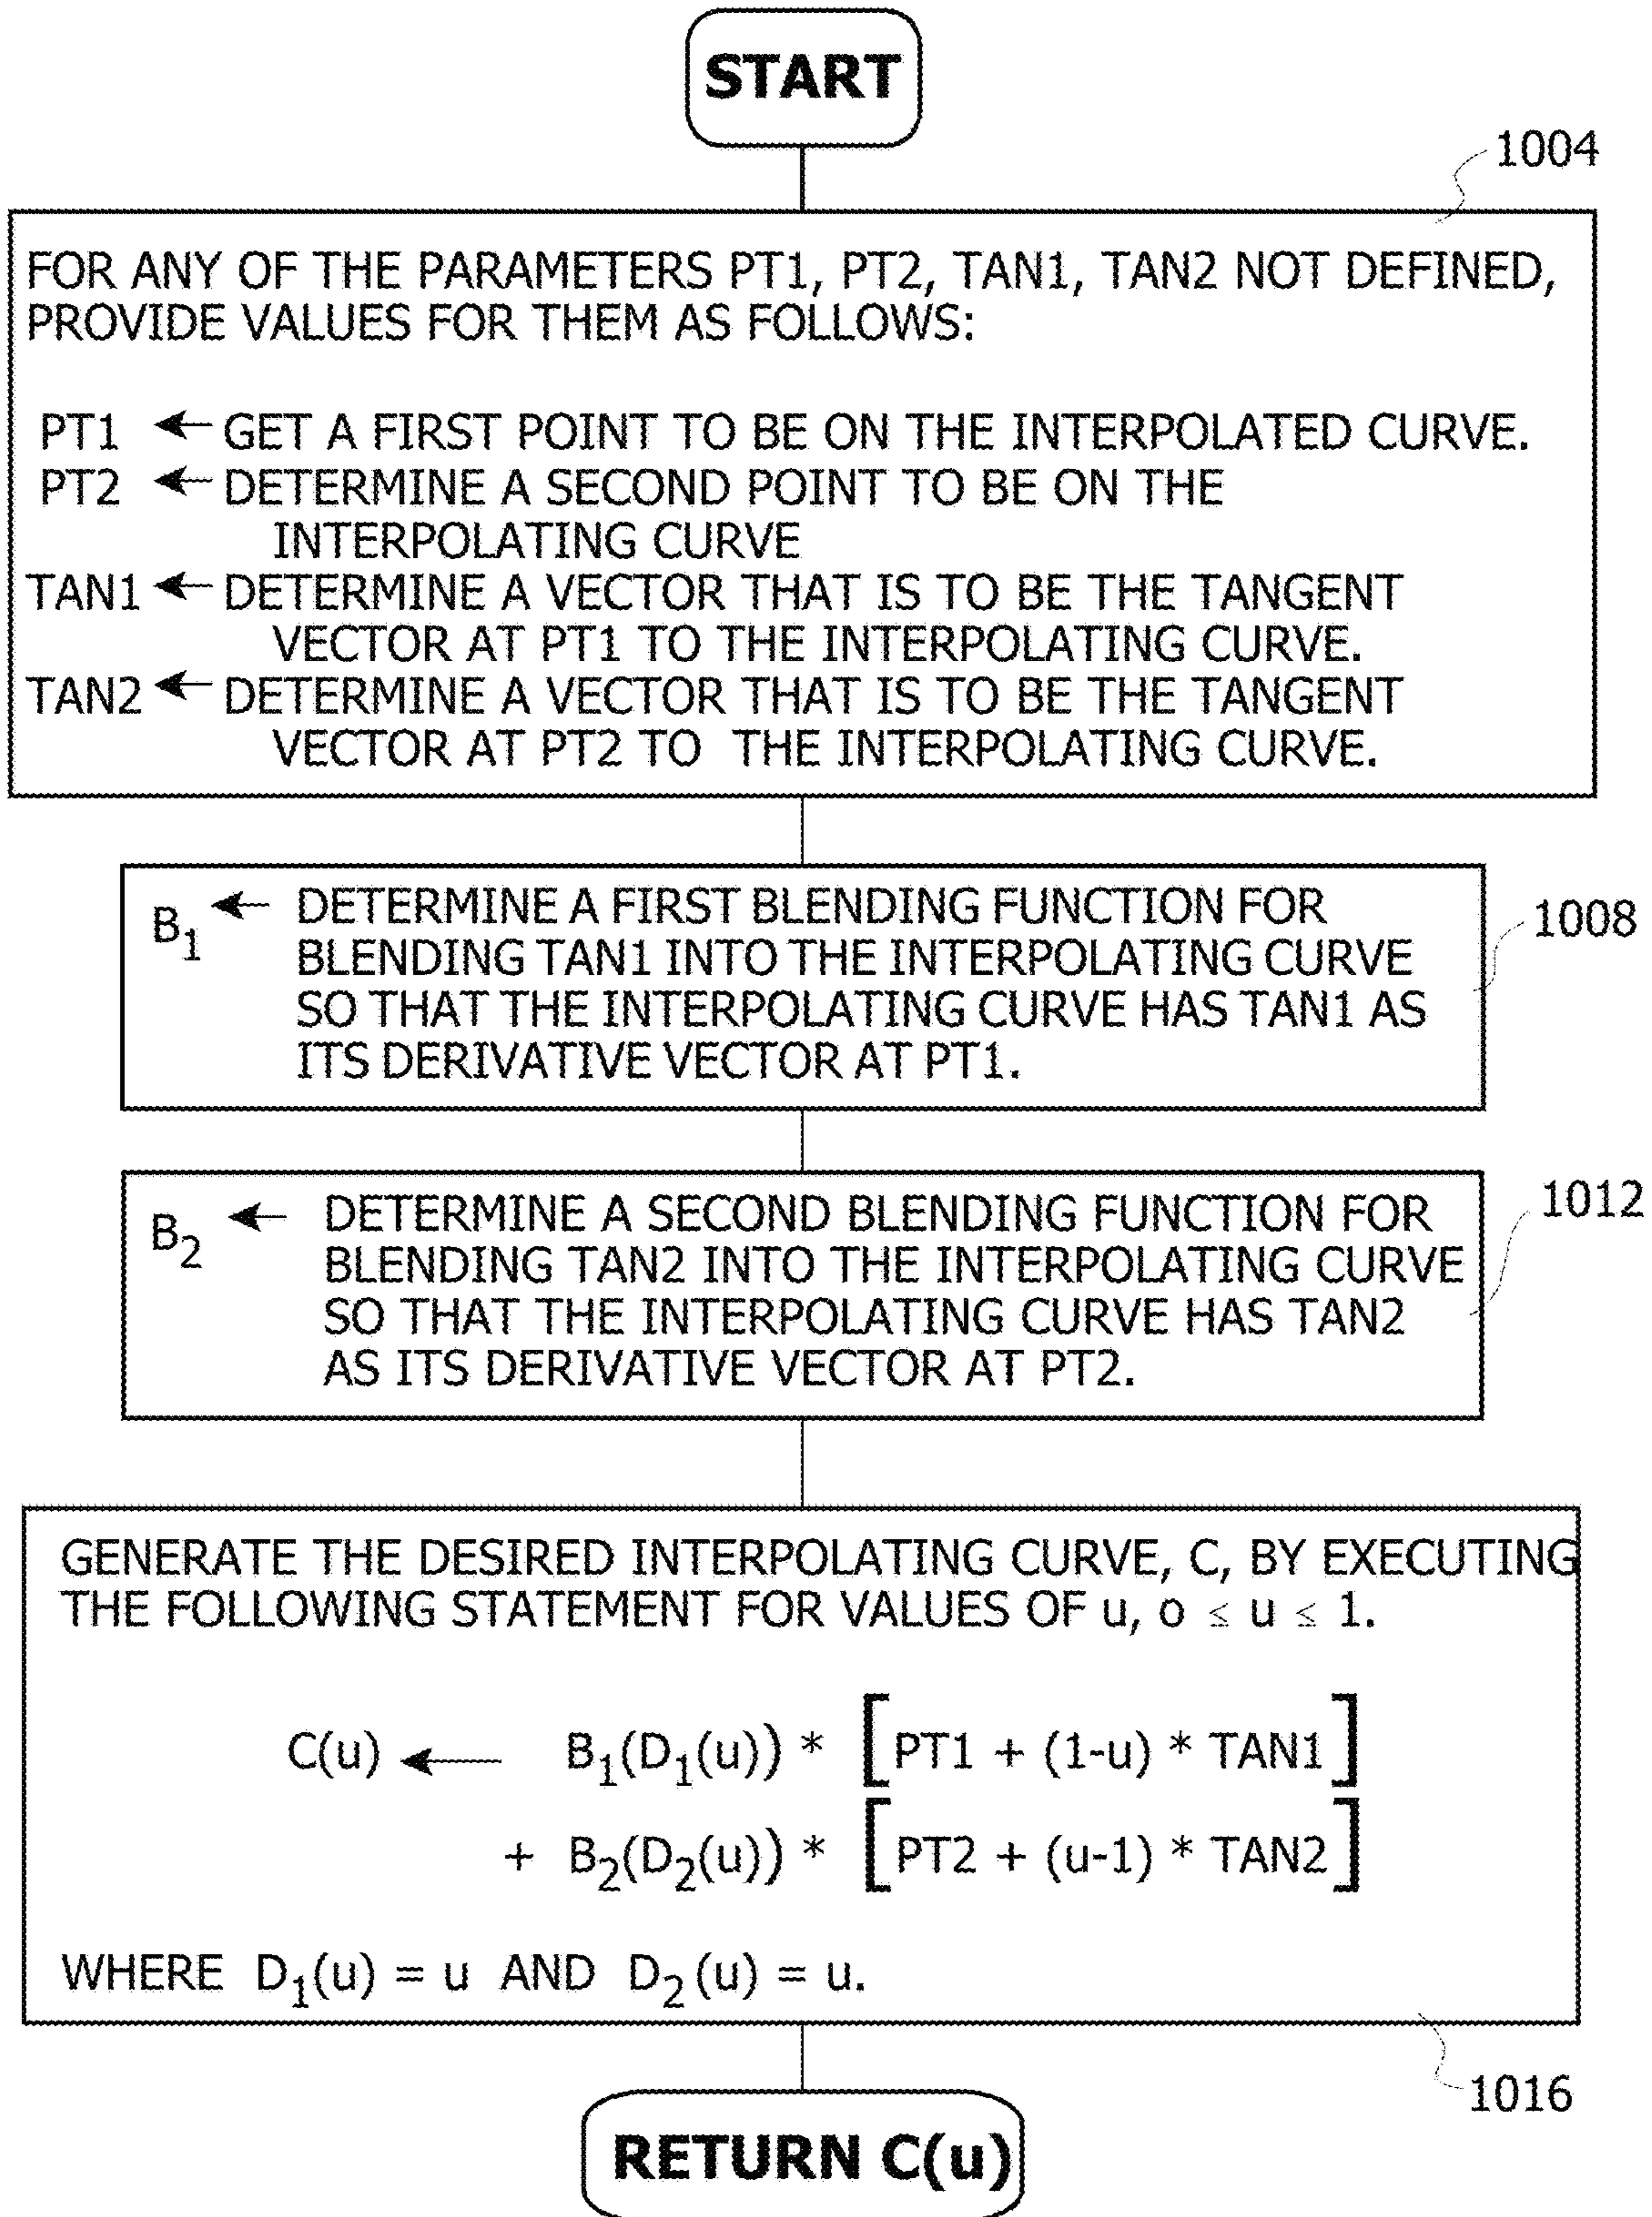 START
1004
FOR ANY OF THE PARAMETERS PT1, PT2, TAN1, TAN2 NOT DEFINED,
PROVIDE VALUES FOR THEM AS FOLLOWS:
PT1 ← GET A FIRST POINT TO BE ON THE INTERPOLATED CURVE.
PT2 ← DETERMINE A SECOND POINT TO BE ON THE
INTERPOLATING CURVE
TAN1 ← DETERMINE A VECTOR THAT IS TO BE THE TANGENT
VECTOR AT PT1 TO THE INTERPOLATING CURVE.
TAN2 ← DETERMINE A VECTOR THAT IS TO BE THE TANGENT
VECTOR AT PT2 TO THE INTERPOLATING CURVE.
B₁ ← DETERMINE A FIRST BLENDING FUNCTION FOR
BLENDING TAN1 INTO THE INTERPOLATING CURVE
SO THAT THE INTERPOLATING CURVE HAS TAN1 AS
ITS DERIVATIVE VECTOR AT PT1.
1008
B₂ ← DETERMINE A SECOND BLENDING FUNCTION FOR
BLENDING TAN2 INTO THE INTERPOLATING CURVE
SO THAT THE INTERPOLATING CURVE HAS TAN2
AS ITS DERIVATIVE VECTOR AT PT2.
1012
GENERATE THE DESIRED INTERPOLATING CURVE, C, BY EXECUTING
THE FOLLOWING STATEMENT FOR VALUES OF u, o ≤ u ≤ 1.
C(u) ← B₁(D₁(u)) * [PT1 + (1-u) * TAN1]
+ B₂(D₂(u)) * [PT2 + (u-1) * TAN2]
WHERE D₁(u) = u AND D₂(u) = u.
1016
RETURN C(u)